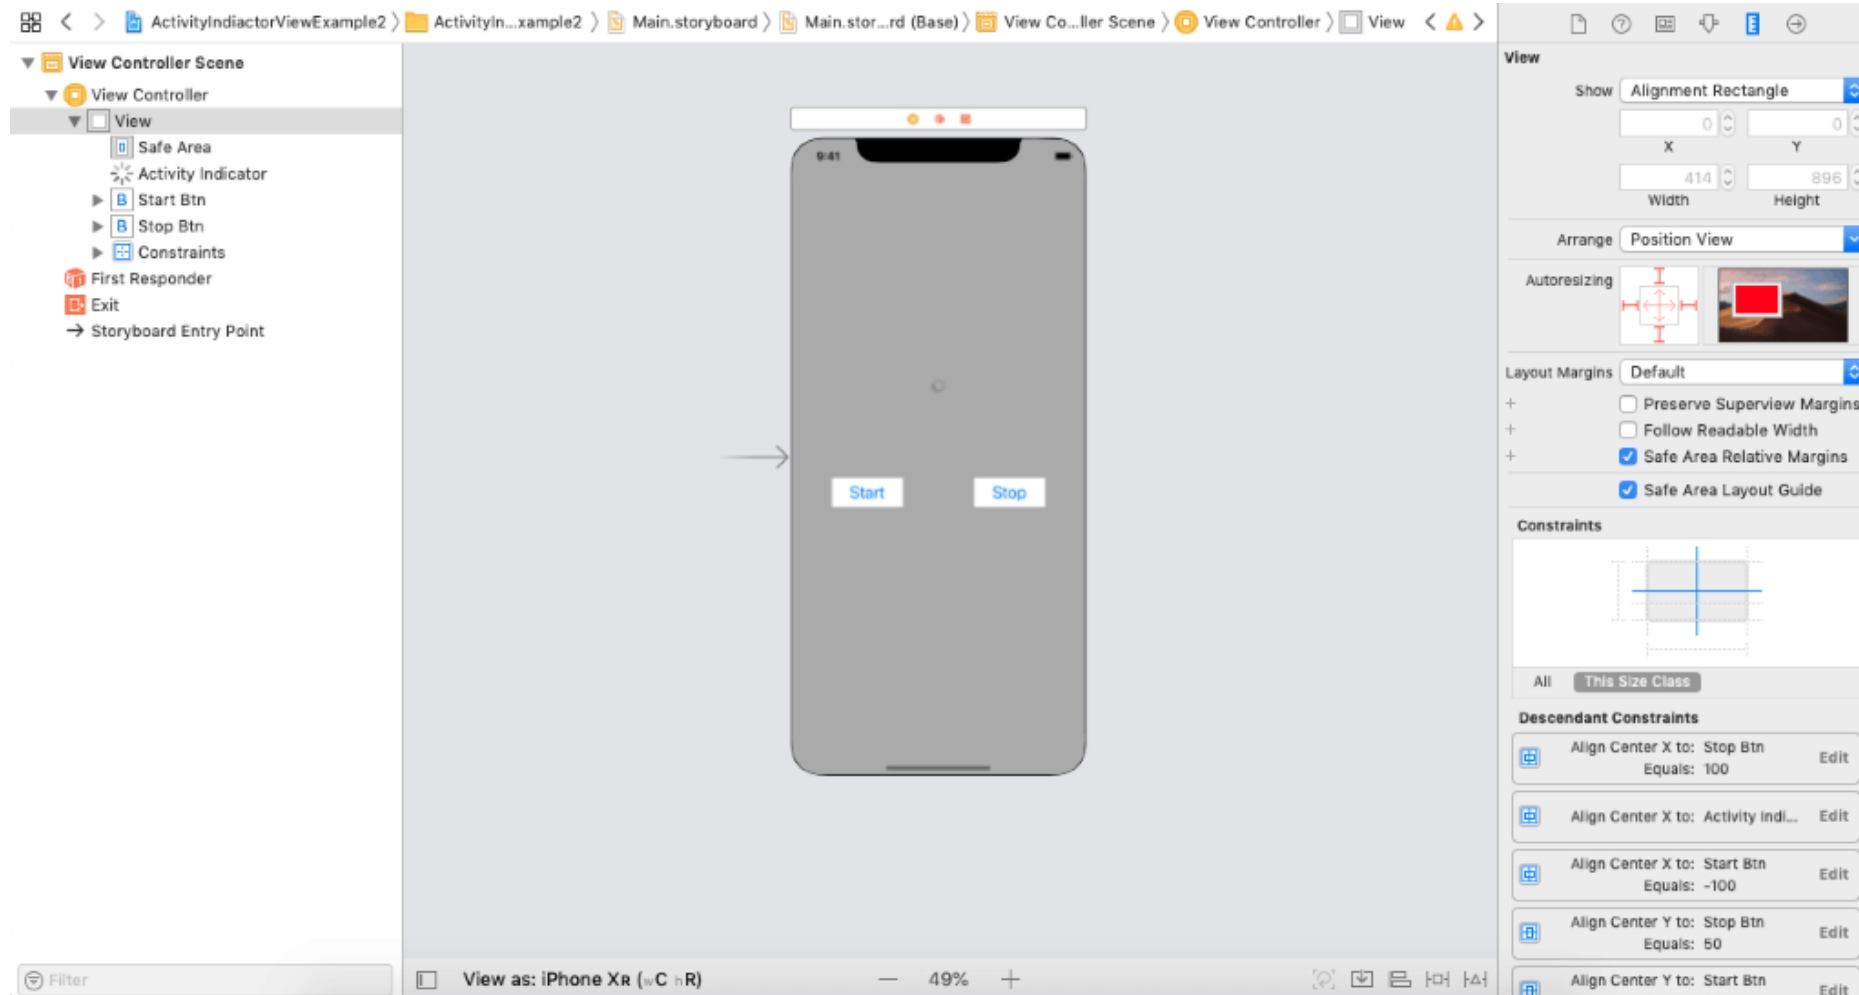 ActivityIndiactorViewExample2 ActivityIn...xample2 Main.storyboard Main.stor...rd (Base) View Co...ller Scene View Controller View
View Controller Scene
View Controller
View
Safe Area
Activity Indicator
B Start Btn
B Stop Btn
Constraints
First Responder
Exit
Storyboard Entry Point
Filter
9:41
Start Stop
View as: iPhone XR (wC hR) 49%
View
Show Alignment Rectangle
0 0
X Y
414 896
Width Height
Arrange Position View
Autoresizing
Layout Margins Default
Preserve Superview Margins
Follow Readable Width
Safe Area Relative Margins
Safe Area Layout Guide
Constraints
All This Size Class
Descendant Constraints
Align Center X to: Stop Btn
Equals: 100
Edit
Align Center X to: Activity Indi... Edit
Align Center X to: Start Btn
Equals: -100
Edit
Align Center Y to: Stop Btn
Equals: 50
Edit
Align Center Y to: Start Btn
Edit